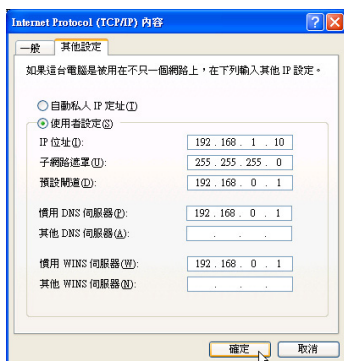 Internet Protocol (TCP/IP) 內容
一般 其他設定
如果這台電腦是被用在不只一個網路上，在下列輸入其他 IP 設定。
自動私人 IP 定址(T)
使用者設定(S)
IP 位址(I): 192 . 168 . 1 . 10
子網路遮罩(U): 255 . 255 . 255 . 0
預設閘道(D): 192 . 168 . 0 . 1
慣用 DNS 伺服器(P): 192 . 168 . 0 . 1
其他 DNS 伺服器(A): . . .
慣用 WINS 伺服器(W): 192 . 168 . 0 . 1
其他 WINS 伺服器(N): . . .
確定 取消